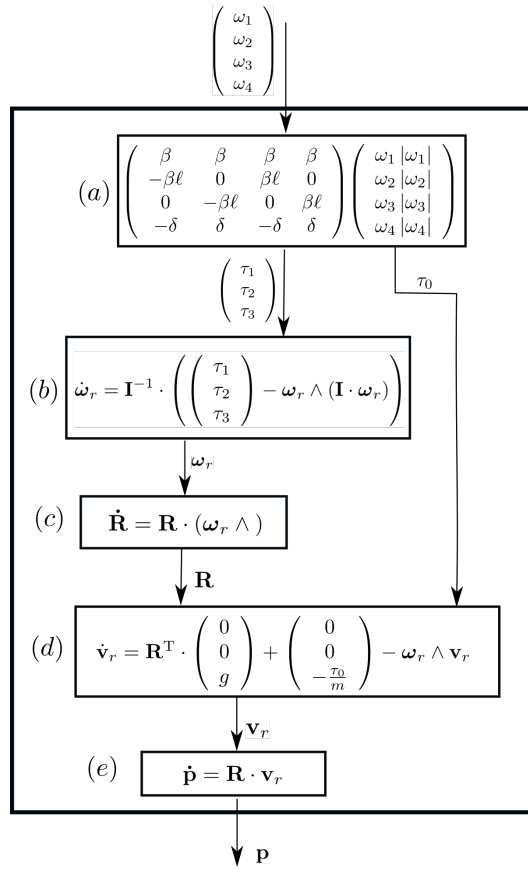 (ω₁ ω₂ ω₃ ω₄)
(a) ( β β β β ; −βℓ 0 βℓ 0 ; 0 −βℓ 0 βℓ ; −δ δ −δ δ ) ( ω₁|ω₁| ; ω₂|ω₂| ; ω₃|ω₃| ; ω₄|ω₄| )
(τ₁ τ₂ τ₃)
τ₀
(b) ω̇ᵣ = I⁻¹ · ( ( τ₁ ; τ₂ ; τ₃ ) − ωᵣ ∧ (I · ωᵣ) )
ωᵣ
(c) Ṙ = R · (ωᵣ ∧ )
R
(d) v̇ᵣ = Rᵀ · ( 0 ; 0 ; g ) + ( 0 ; 0 ; −τ₀/m ) − ωᵣ ∧ vᵣ
vᵣ
(e) ṗ = R · vᵣ
p